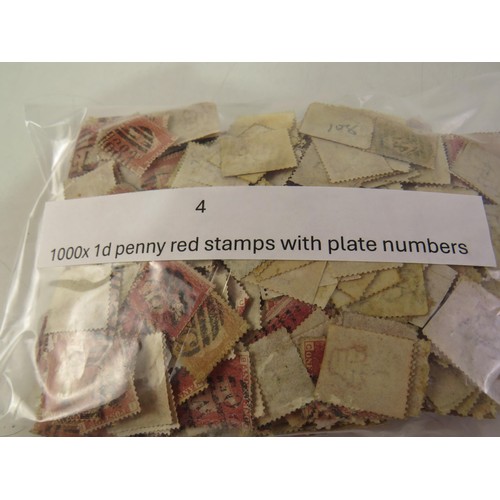 4
1000x 1d penny red stamps with plate numbers